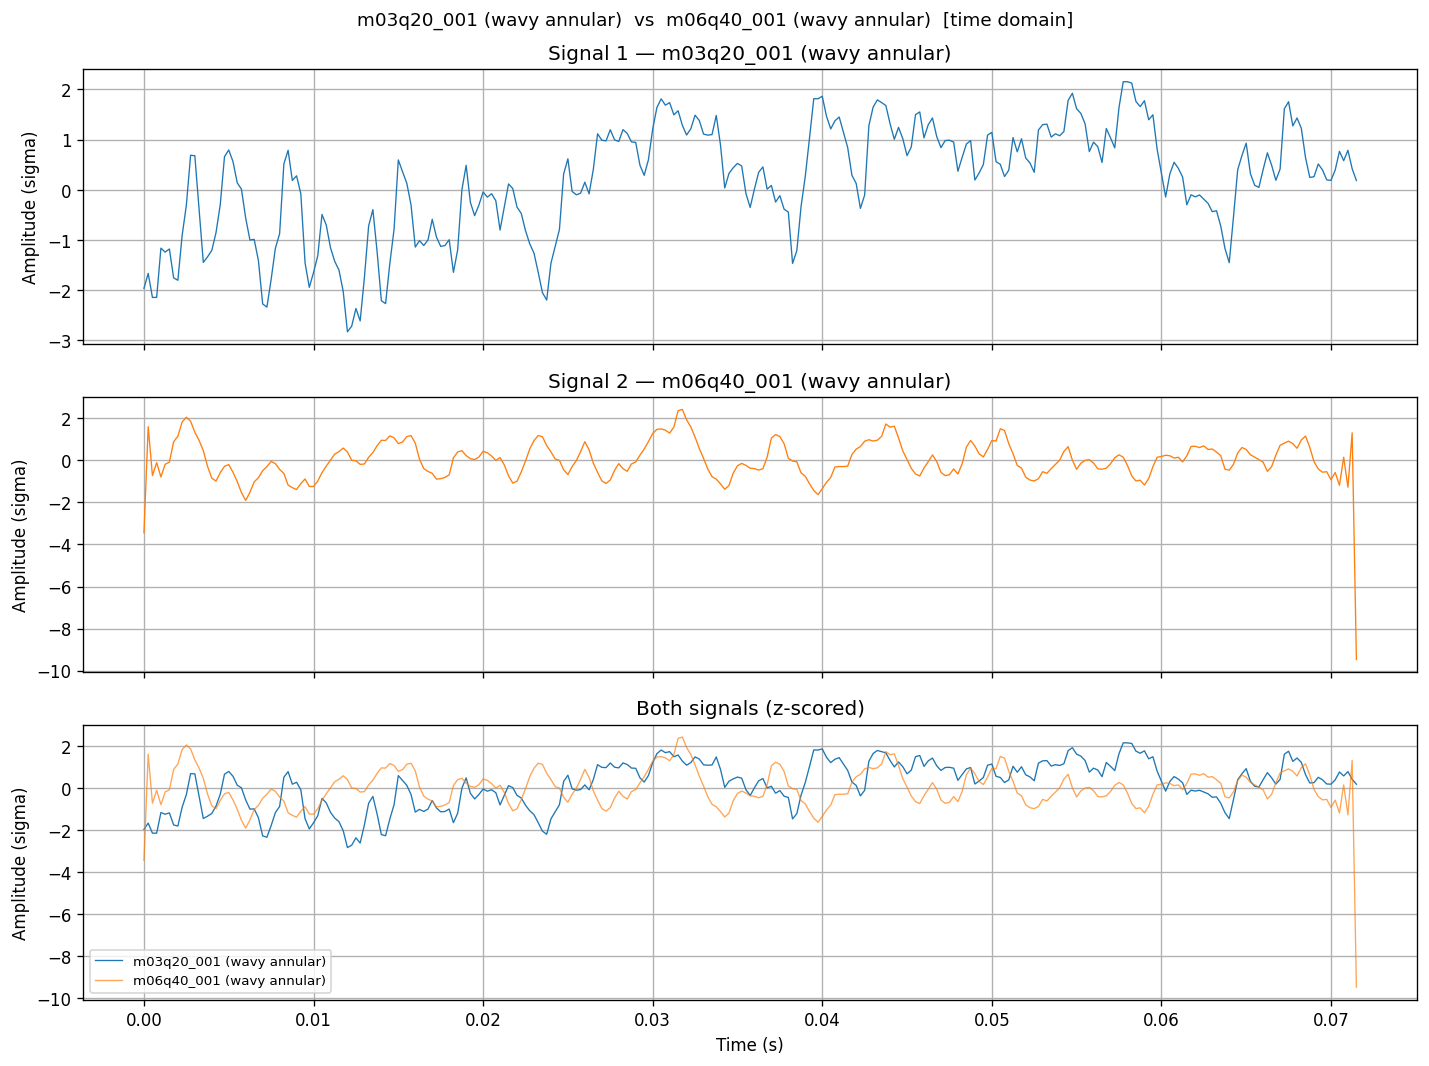 m03q20_001 (wavy annular)  vs  m06q40_001 (wavy annular)  [time domain]
Signal 1 — m03q20_001 (wavy annular)
Amplitude (sigma)
2
1
0
−1
−2
−3
Signal 2 — m06q40_001 (wavy annular)
Amplitude (sigma)
2
0
−2
−4
−6
−8
−10
Both signals (z-scored)
Amplitude (sigma)
2
0
−2
−4
−6
−8
−10
m03q20_001 (wavy annular)
m06q40_001 (wavy annular)
0.00 0.01 0.02 0.03 0.04 0.05 0.06 0.07
Time (s)